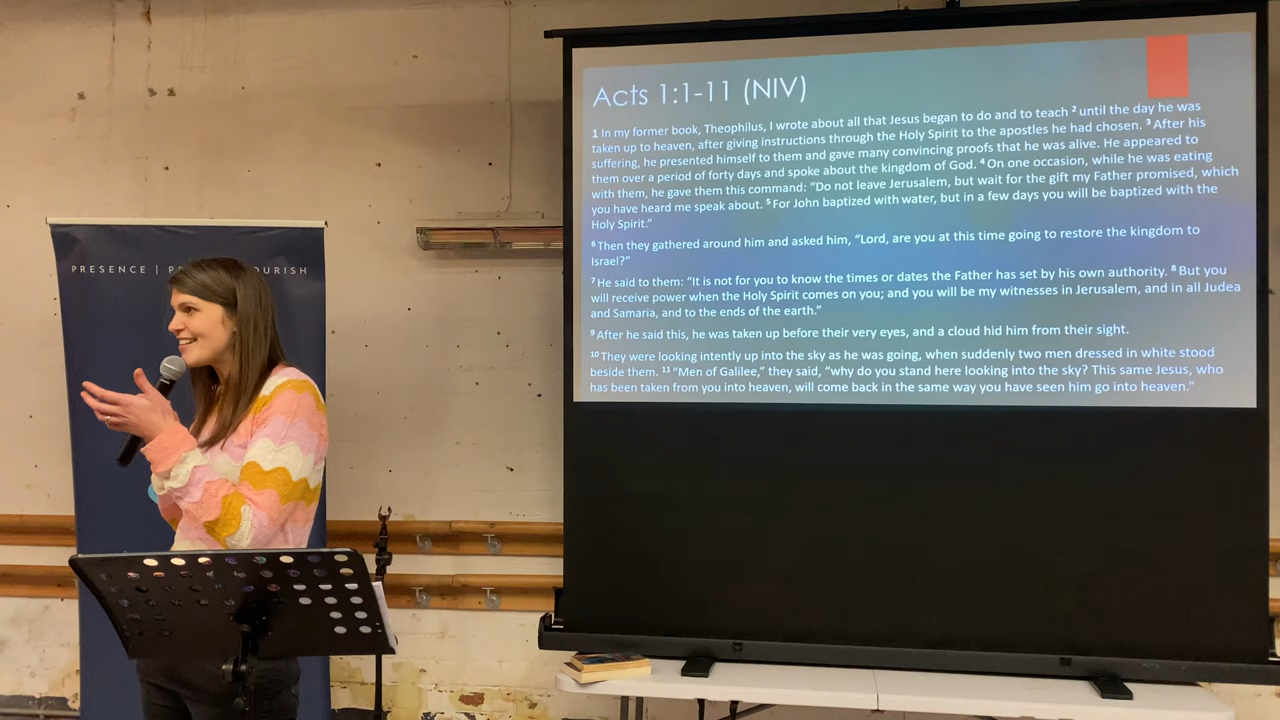 Acts 1:1-11 (NIV)
1 In my former book, Theophilus, I wrote about all that Jesus began to do and to teach 2 until the day he was
taken up to heaven, after giving instructions through the Holy Spirit to the apostles he had chosen. 3 After his
suffering, he presented himself to them and gave many convincing proofs that he was alive. He appeared to
them over a period of forty days and spoke about the kingdom of God. 4 On one occasion, while he was eating
with them, he gave them this command: “Do not leave Jerusalem, but wait for the gift my Father promised, which
you have heard me speak about. 5 For John baptized with water, but in a few days you will be baptized with the
Holy Spirit.”
6 Then they gathered around him and asked him, “Lord, are you at this time going to restore the kingdom to
Israel?”
7 He said to them: “It is not for you to know the times or dates the Father has set by his own authority. 8 But you
will receive power when the Holy Spirit comes on you; and you will be my witnesses in Jerusalem, and in all Judea
and Samaria, and to the ends of the earth.”
9 After he said this, he was taken up before their very eyes, and a cloud hid him from their sight.
10 They were looking intently up into the sky as he was going, when suddenly two men dressed in white stood
beside them. 11 “Men of Galilee,” they said, “why do you stand here looking into the sky? This same Jesus, who
has been taken from you into heaven, will come back in the same way you have seen him go into heaven.”
PRESENCE |